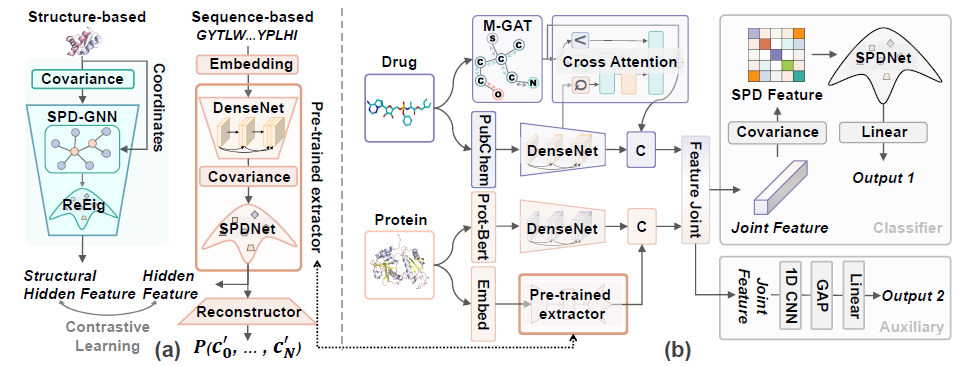 Structure-based
Covariance
Coordinates
SPD-GNN
ReEig
Structural
Hidden Feature
Hidden
Feature
Contrastive
Learning
Sequence-based
GYTLW...YPLHI
Embedding
DenseNet
Covariance
SPDNet
Pre-trained extractor
Reconstructor
P(c′0, ... , c′N)
(a)
Drug
M-GAT
S
C
C
C
C
C
O
N
V
Q
Cross Attention
PubChem
DenseNet
C
Protein
Prot-Bert
DenseNet
C
Embed
Pre-trained
extractor
Feature Joint
(b)
SPD Feature
SPDNet
Covariance
Linear
Output 1
Joint Feature
Classifier
Joint
Feature
1D CNN
GAP
Linear
Output 2
Auxiliary